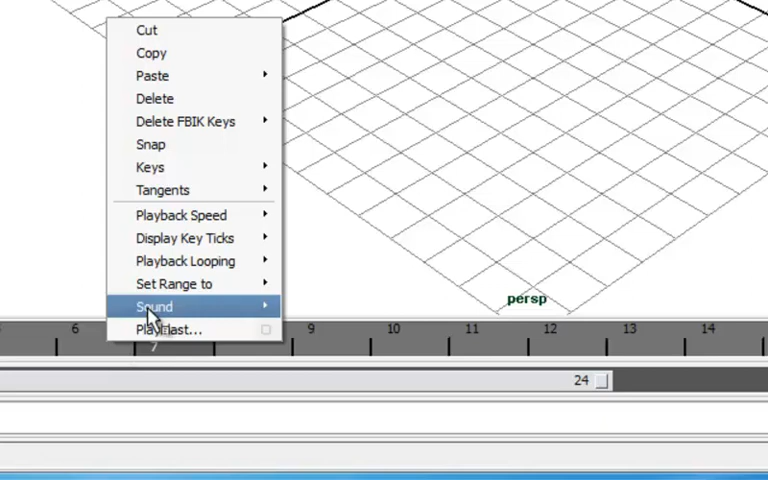 Cut
Copy
Paste
Delete
Delete FBIK Keys
Snap
Keys
Tangents
Playback Speed
Display Key Ticks
Playback Looping
Set Range to
Sound
Playblast...
persp
6 9 10 11 12 13 14
7
24